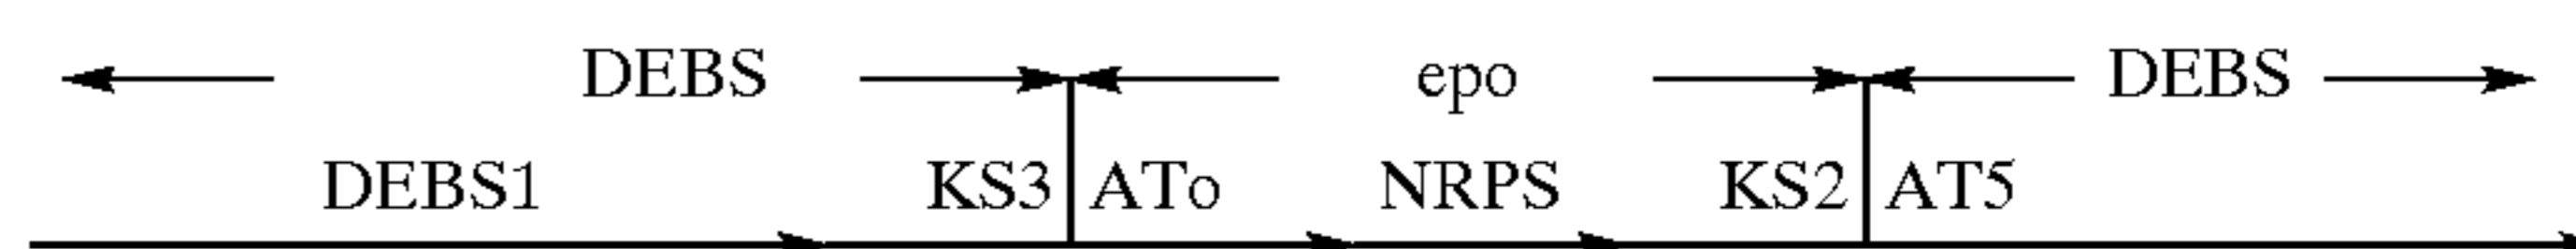 DEBS epo DEBS
DEBS1 KS3 ATo NRPS KS2 AT5